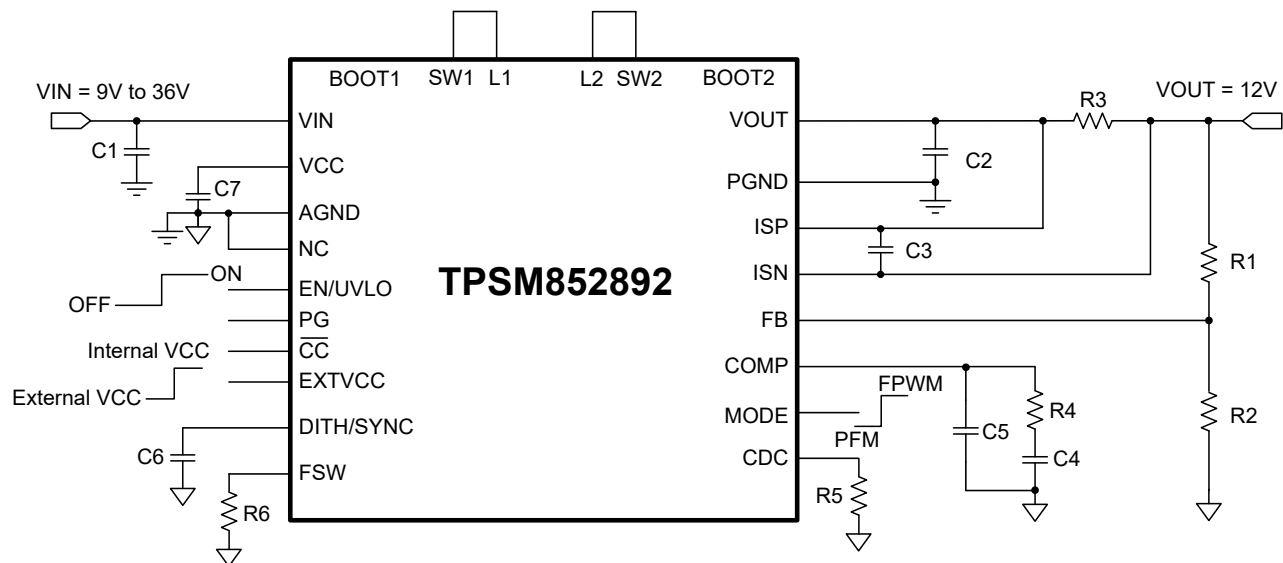 BOOT1 SW1 L1 L2 SW2 BOOT2
VIN = 9V to 36V
VIN
C1
VCC
C7
AGND
NC
ON
OFF
EN/UVLO
PG
Internal VCC
CC
External VCC
EXTVCC
DITH/SYNC
C6
FSW
R6
TPSM852892
VOUT
R3
VOUT = 12V
C2
PGND
ISP
C3
ISN
R1
FB
COMP
FPWM
MODE
PFM
R4
C5
C4
R2
CDC
R5